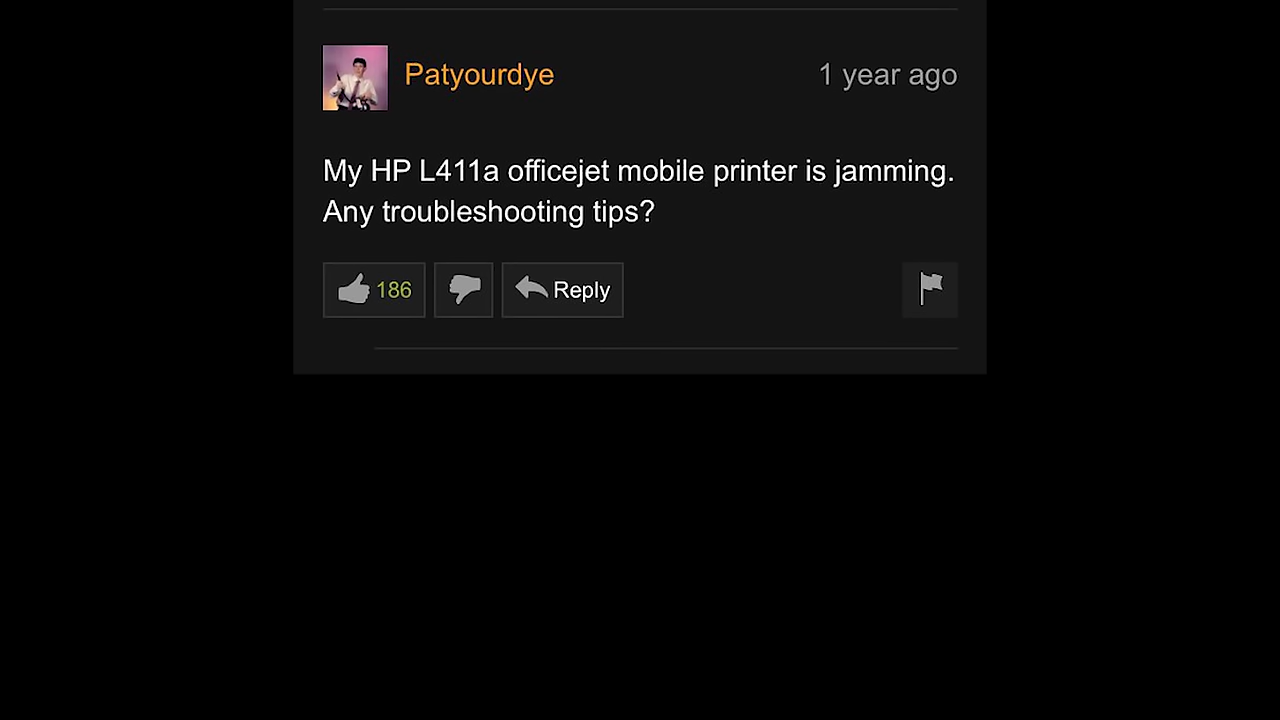 Patyourdye
1 year ago
My HP L411a officejet mobile printer is jamming.
Any troubleshooting tips?
186
Reply